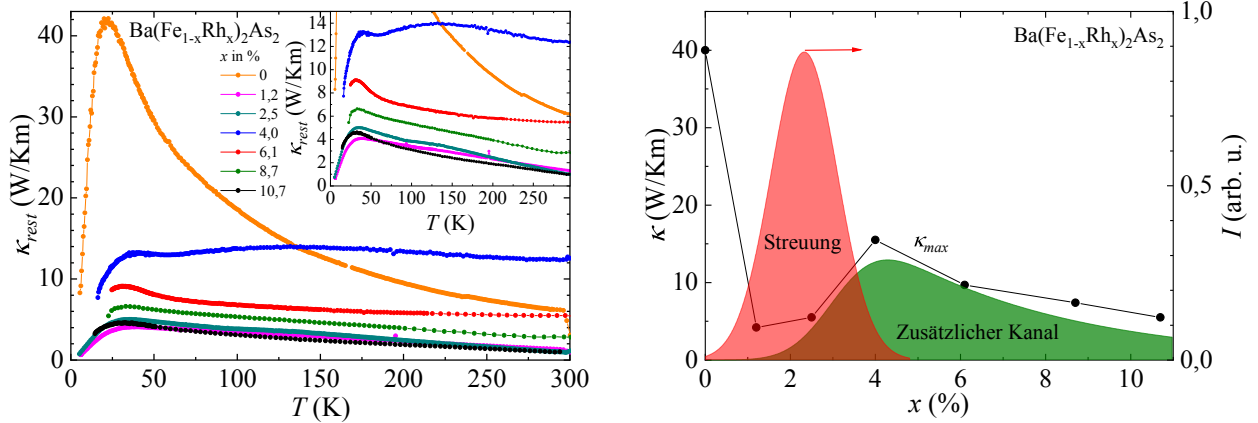 Ba(Fe1-xRhx)2As2
x in %
0
1,2
2,5
4,0
6,1
8,7
10,7
κrest (W/Km)
40
30
20
10
0
0 50 100 150 200 250 300
T (K)
κrest (W/Km)
14
12
10
8
6
4
2
0
0 50 100 150 200 250
T (K)
Ba(Fe1-xRhx)2As2
κ (W/Km)
40
30
20
10
0
Streuung
κmax
Zusätzlicher Kanal
0 2 4 6 8 10
x (%)
1,0
0,5
0,0
I (arb. u.)